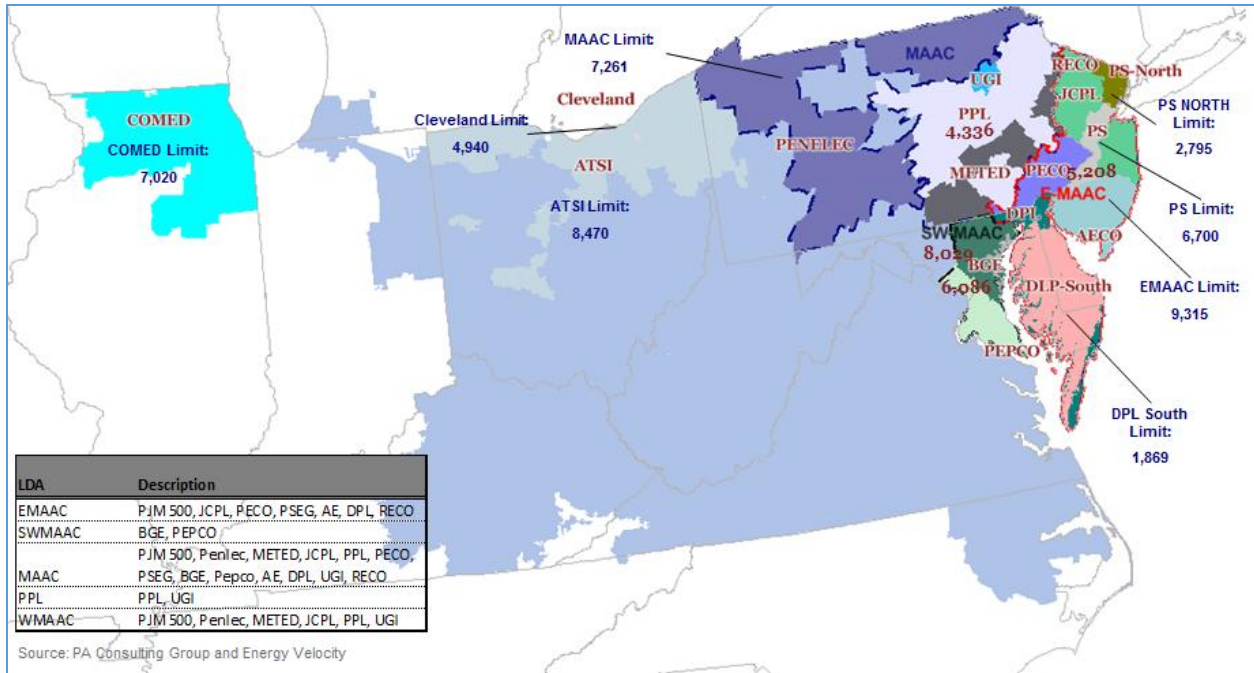 MAAC Limit:
7,261
MAAC
UGI
RECO
PS-North
JCPL
PS NORTH
Limit:
2,795
Cleveland
COMED
COMED Limit:
7,020
Cleveland Limit:
4,940
ATSI
ATSI Limit:
8,470
PENELEC
PPL
4,336
PS
METED
PECO
5,208
E-MAAC
PS Limit:
6,700
DPL
SW-MAAC
8,029
AECO
BGE
6,086
DLP-South
EMAAC Limit:
9,315
PEPCO
DPL South
Limit:
1,869
LDA Description
EMAAC PJM 500, JCPL, PECO, PSEG, AE, DPL, RECO
SWMAAC BGE, PEPCO
PJM 500, Penlec, METED, JCPL, PPL, PECO,
MAAC PSEG, BGE, Pepco, AE, DPL, UGI, RECO
PPL PPL, UGI
WMAAC PJM 500, Penlec, METED, JCPL, PPL, UGI
Source: PA Consulting Group and Energy Velocity